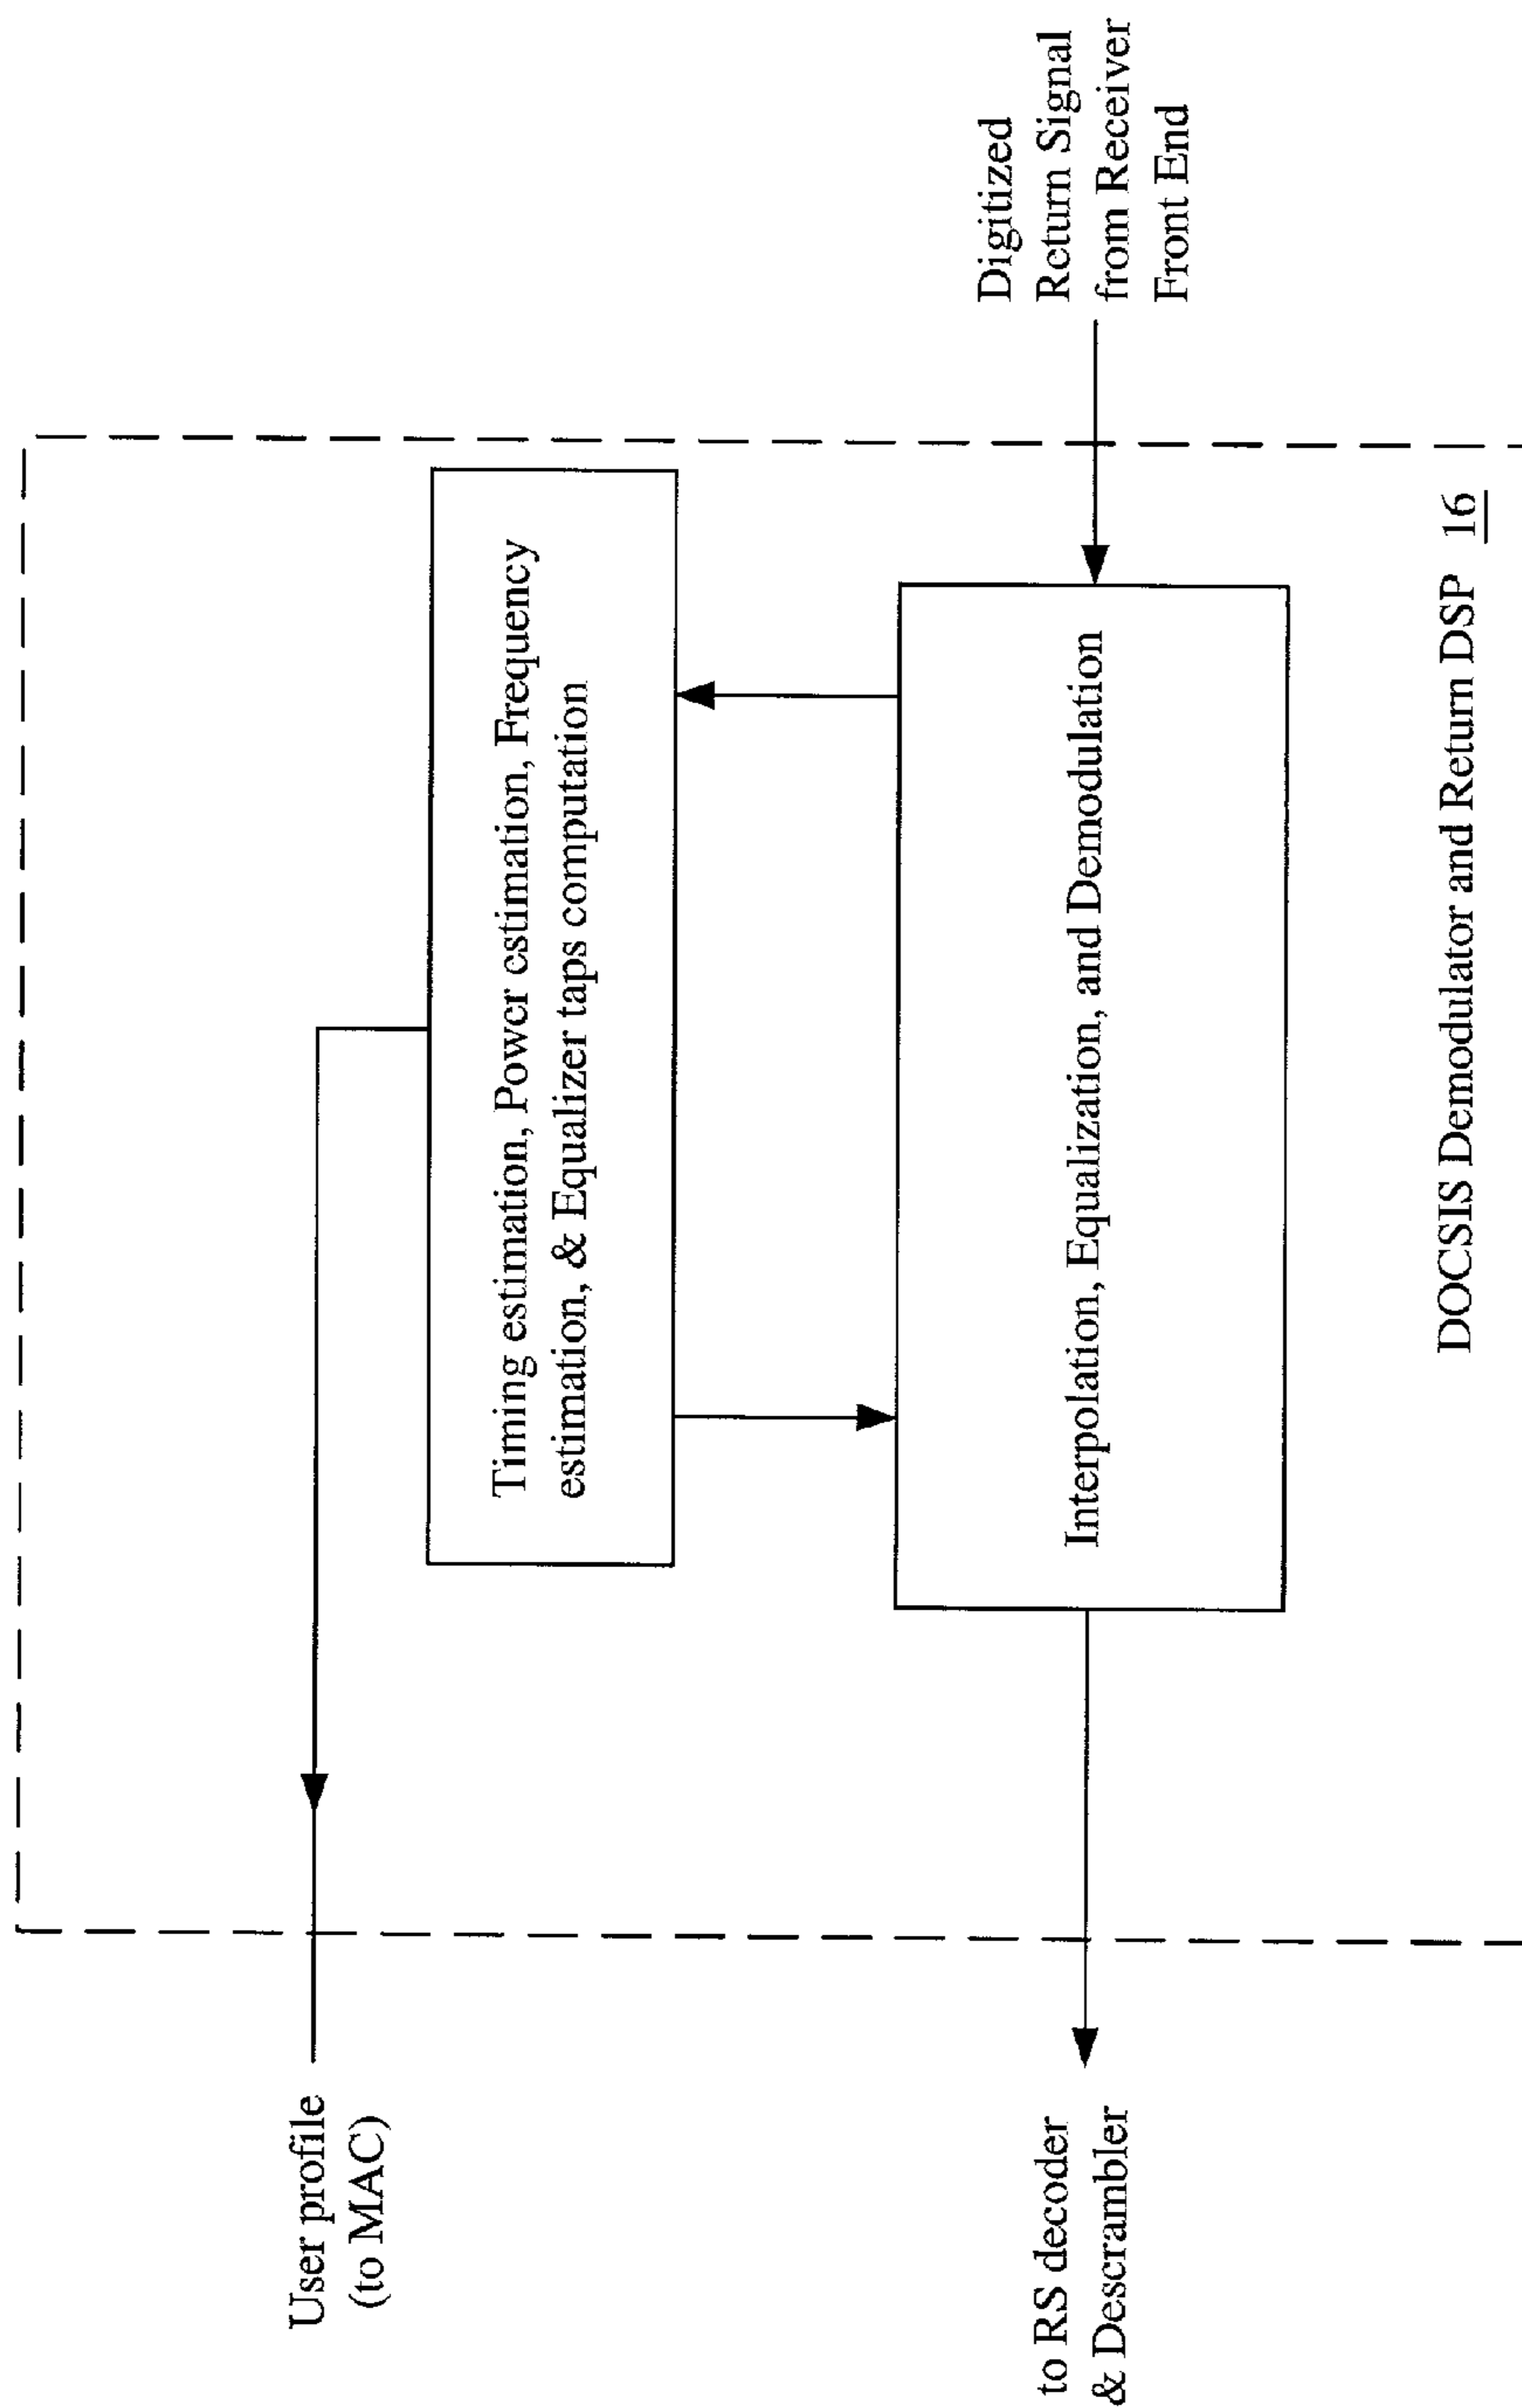 User profile
(to MAC)
Timing estimation, Power estimation, Frequency
estimation, & Equalizer taps computation
Digitized
Return Signal
from Receiver
Front End
Interpolation, Equalization, and Demodulation
to RS decoder
& Descrambler
DOCSIS Demodulator and Return DSP 16